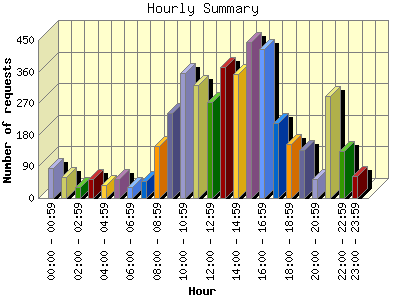 Hourly Summary
Number of requests
450
360
270
180
90
0
00:00 - 00:59
02:00 - 02:59
04:00 - 04:59
06:00 - 06:59
08:00 - 08:59
10:00 - 10:59
12:00 - 12:59
14:00 - 14:59
16:00 - 16:59
18:00 - 18:59
20:00 - 20:59
22:00 - 22:59
23:00 - 23:59
Hour